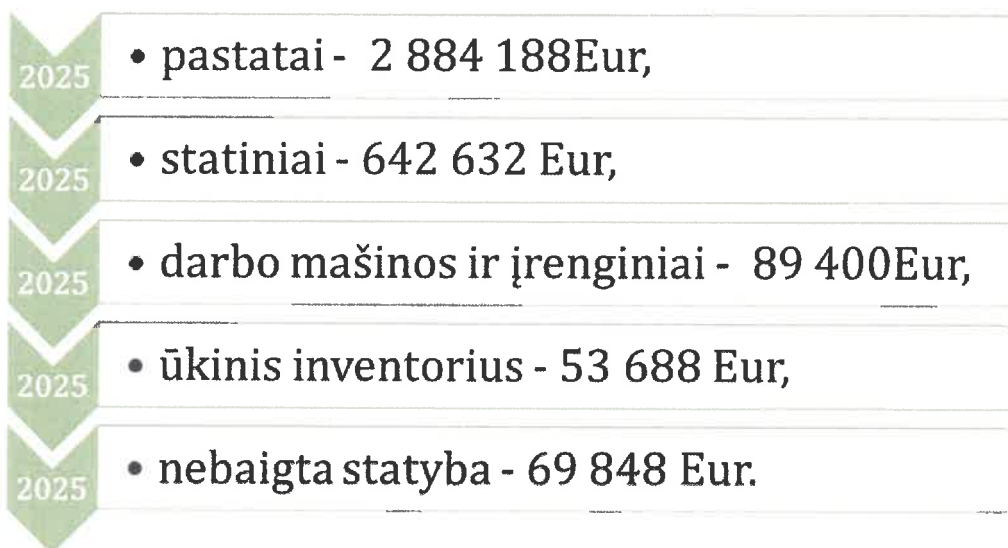 2025
• pastatai - 2 884 188Eur,
2025
• statiniai - 642 632 Eur,
2025
• darbo mašinos ir įrenginiai - 89 400Eur,
2025
• ūkinis inventorius - 53 688 Eur,
2025
• nebaigta statyba - 69 848 Eur.